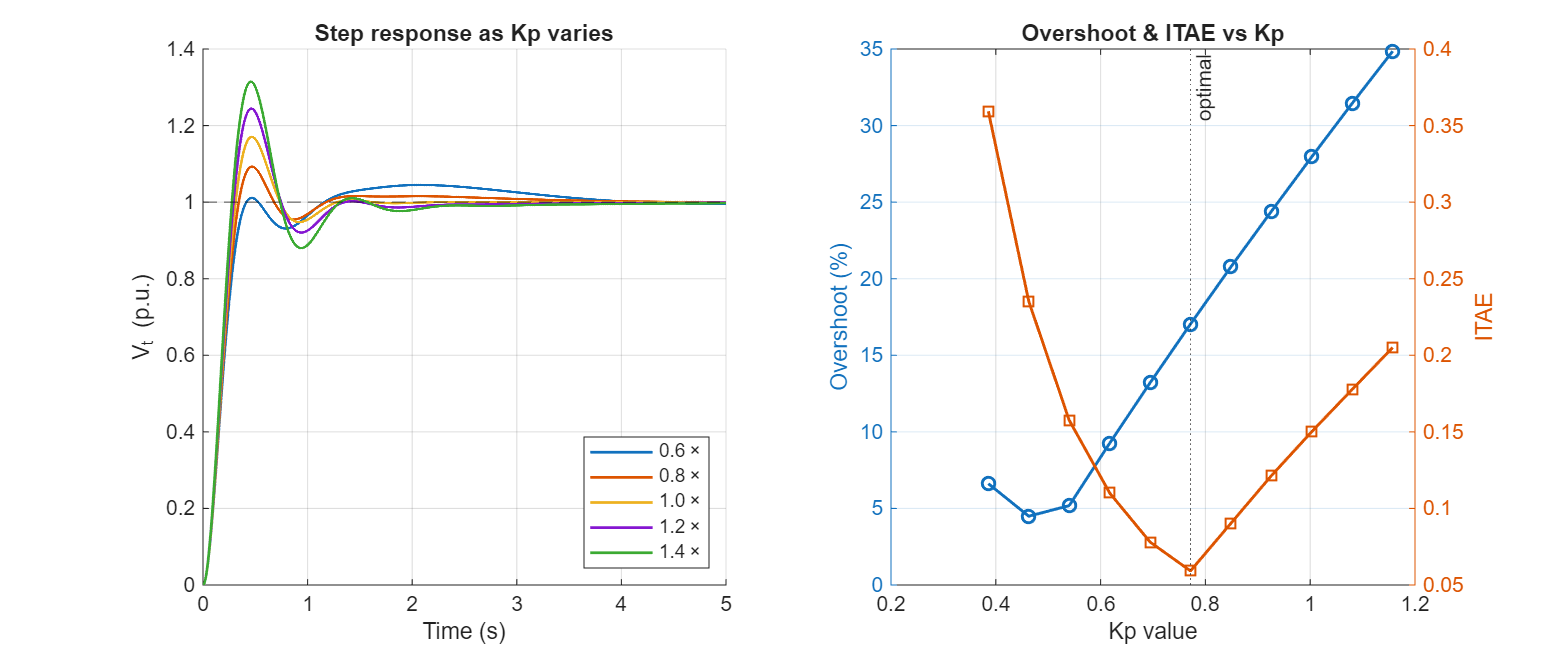 Step response as Kp varies
1.4
1.2
1
0.8
0.6
0.4
0.2
0
Vt (p.u.)
0 1 2 3 4 5
Time (s)
0.6 ×
0.8 ×
1.0 ×
1.2 ×
1.4 ×
Overshoot & ITAE vs Kp
35
30
25
20
15
10
5
0
Overshoot (%)
optimal
0.4
0.35
0.3
0.25
0.2
0.15
0.1
0.05
ITAE
0.2 0.4 0.6 0.8 1 1.2
Kp value